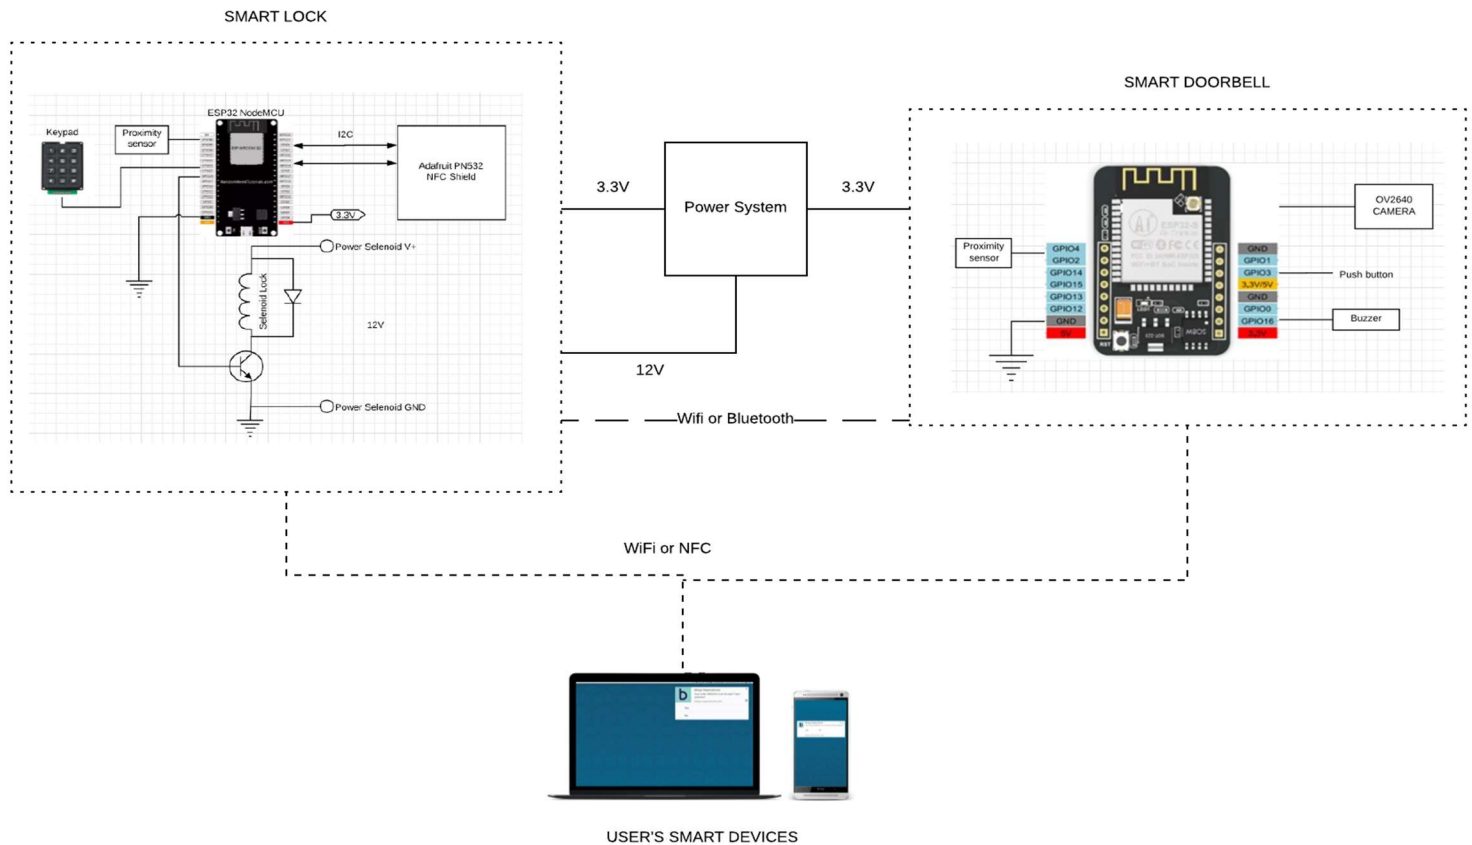 SMART LOCK
SMART DOORBELL
ESP32 NodeMCU
Keypad
Proximity
sensor
I2C
Adafruit PN532
NFC Shield
3.3V
Power Selenoid V+
Selenoid Lock
12V
Power Selenoid GND
3.3V
Power System
3.3V
12V
Wifi or Bluetooth
Proximity
sensor
GPIO4
GPIO2
GPIO14
GPIO15
GPIO13
GPIO12
GND
5V
ESP32-S
RST
GND
GPIO1
GPIO3
3.3V/5V
GND
GPIO0
GPIO16
3.3V
OV2640
CAMERA
Push button
Buzzer
WiFi or NFC
b
USER'S SMART DEVICES